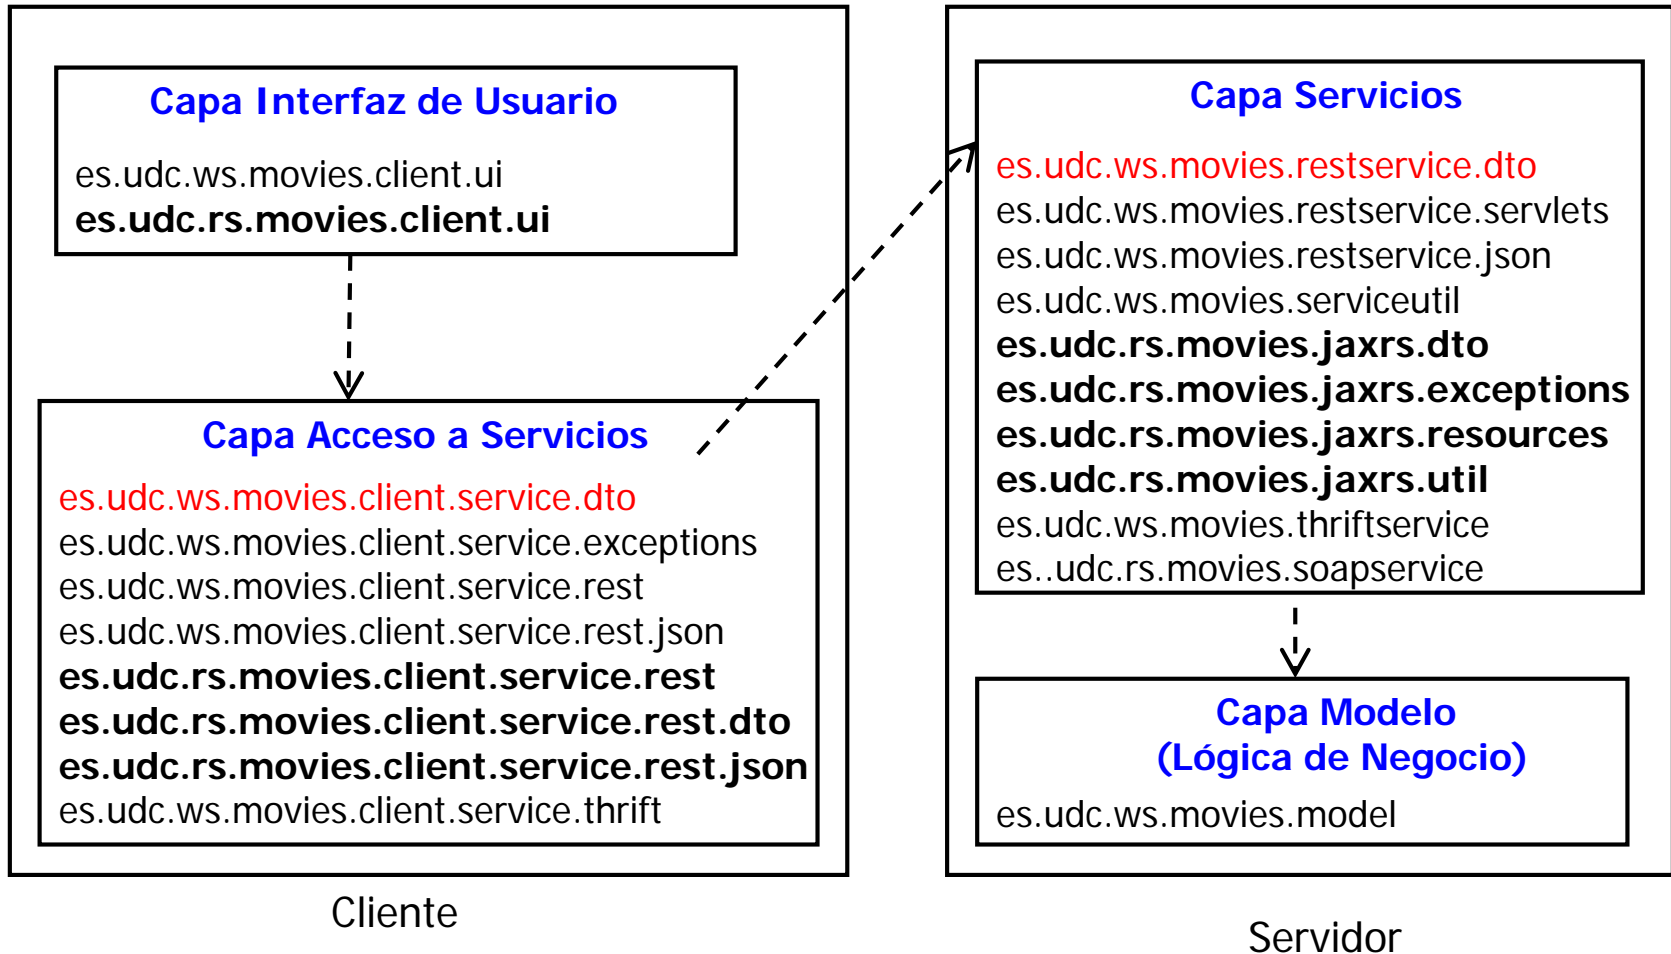 Capa Interfaz de Usuario
es.udc.ws.movies.client.ui
es.udc.rs.movies.client.ui
Capa Acceso a Servicios
es.udc.ws.movies.client.service.dto
es.udc.ws.movies.client.service.exceptions
es.udc.ws.movies.client.service.rest
es.udc.ws.movies.client.service.rest.json
es.udc.rs.movies.client.service.rest
es.udc.rs.movies.client.service.rest.dto
es.udc.rs.movies.client.service.rest.json
es.udc.ws.movies.client.service.thrift
Cliente
Capa Servicios
es.udc.ws.movies.restservice.dto
es.udc.ws.movies.restservice.servlets
es.udc.ws.movies.restservice.json
es.udc.ws.movies.serviceutil
es.udc.rs.movies.jaxrs.dto
es.udc.rs.movies.jaxrs.exceptions
es.udc.rs.movies.jaxrs.resources
es.udc.rs.movies.jaxrs.util
es.udc.ws.movies.thriftservice
es..udc.rs.movies.soapservice
Capa Modelo
(Lógica de Negocio)
es.udc.ws.movies.model
Servidor